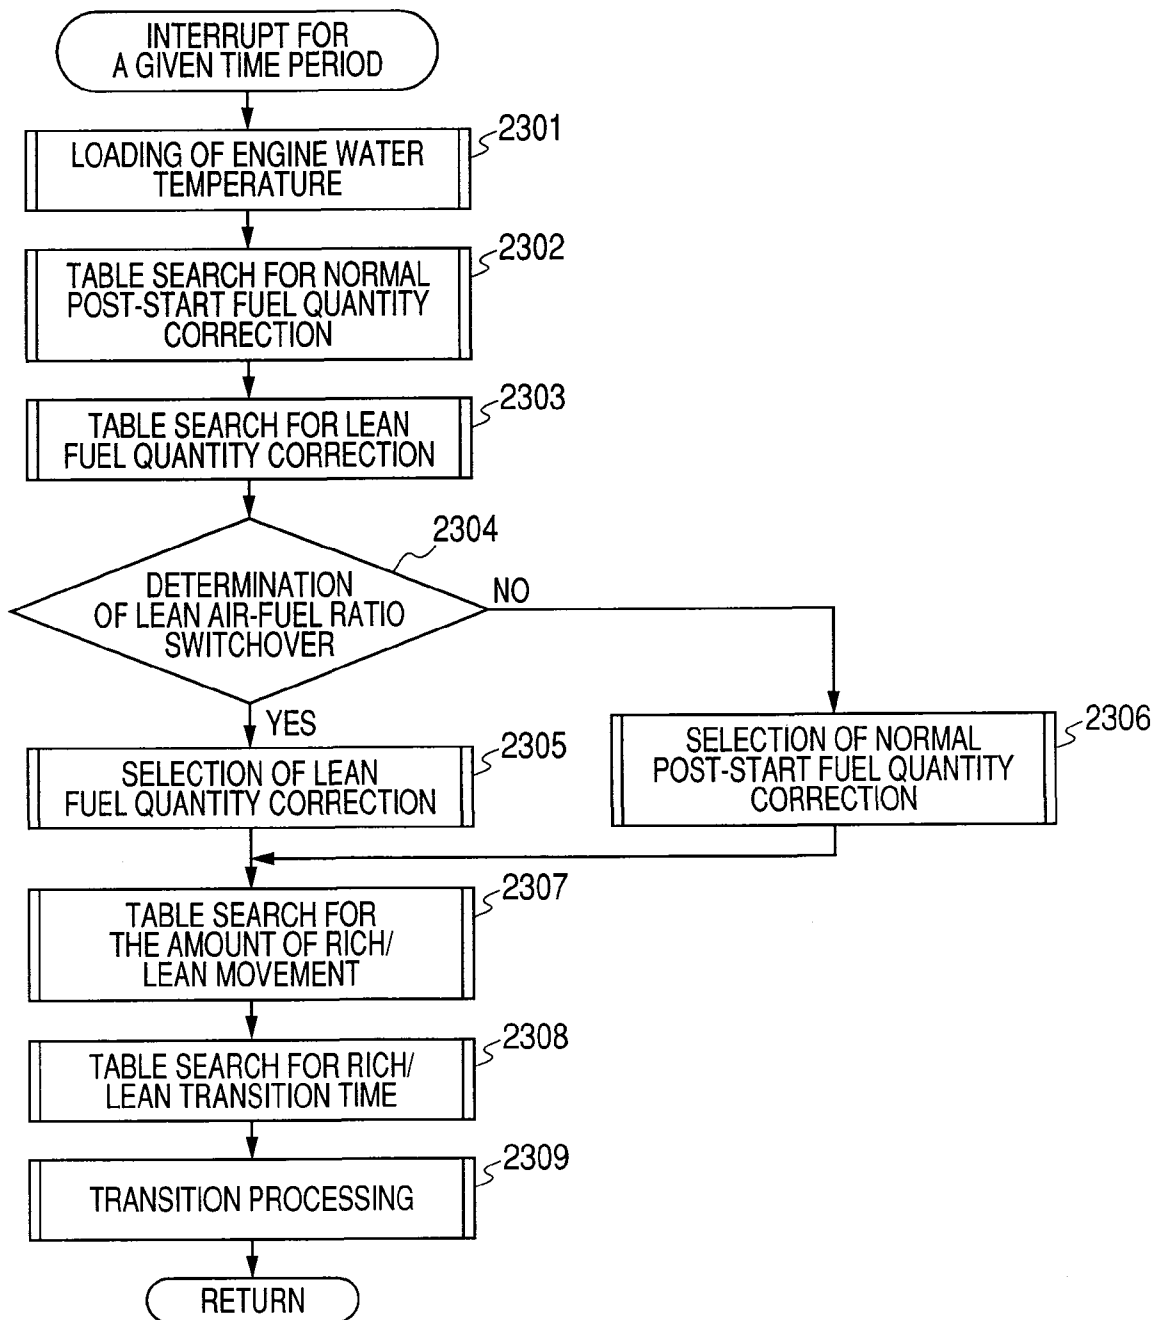 INTERRUPT FOR
A GIVEN TIME PERIOD
2301
LOADING OF ENGINE WATER
TEMPERATURE
2302
TABLE SEARCH FOR NORMAL
POST-START FUEL QUANTITY
CORRECTION
2303
TABLE SEARCH FOR LEAN
FUEL QUANTITY CORRECTION
2304
DETERMINATION
OF LEAN AIR-FUEL RATIO
SWITCHOVER
NO
YES
2305
SELECTION OF LEAN
FUEL QUANTITY CORRECTION
2306
SELECTION OF NORMAL
POST-START FUEL QUANTITY
CORRECTION
2307
TABLE SEARCH FOR
THE AMOUNT OF RICH/
LEAN MOVEMENT
2308
TABLE SEARCH FOR RICH/
LEAN TRANSITION TIME
2309
TRANSITION PROCESSING
RETURN